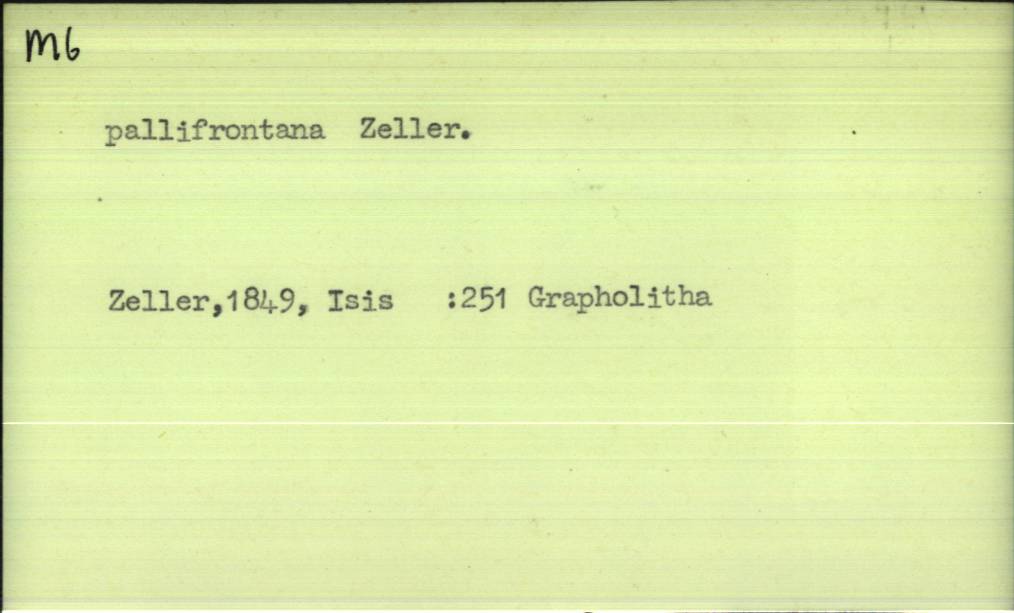 M6
pallifrontana Zeller.
Zeller,1849, Isis :251 Grapholitha